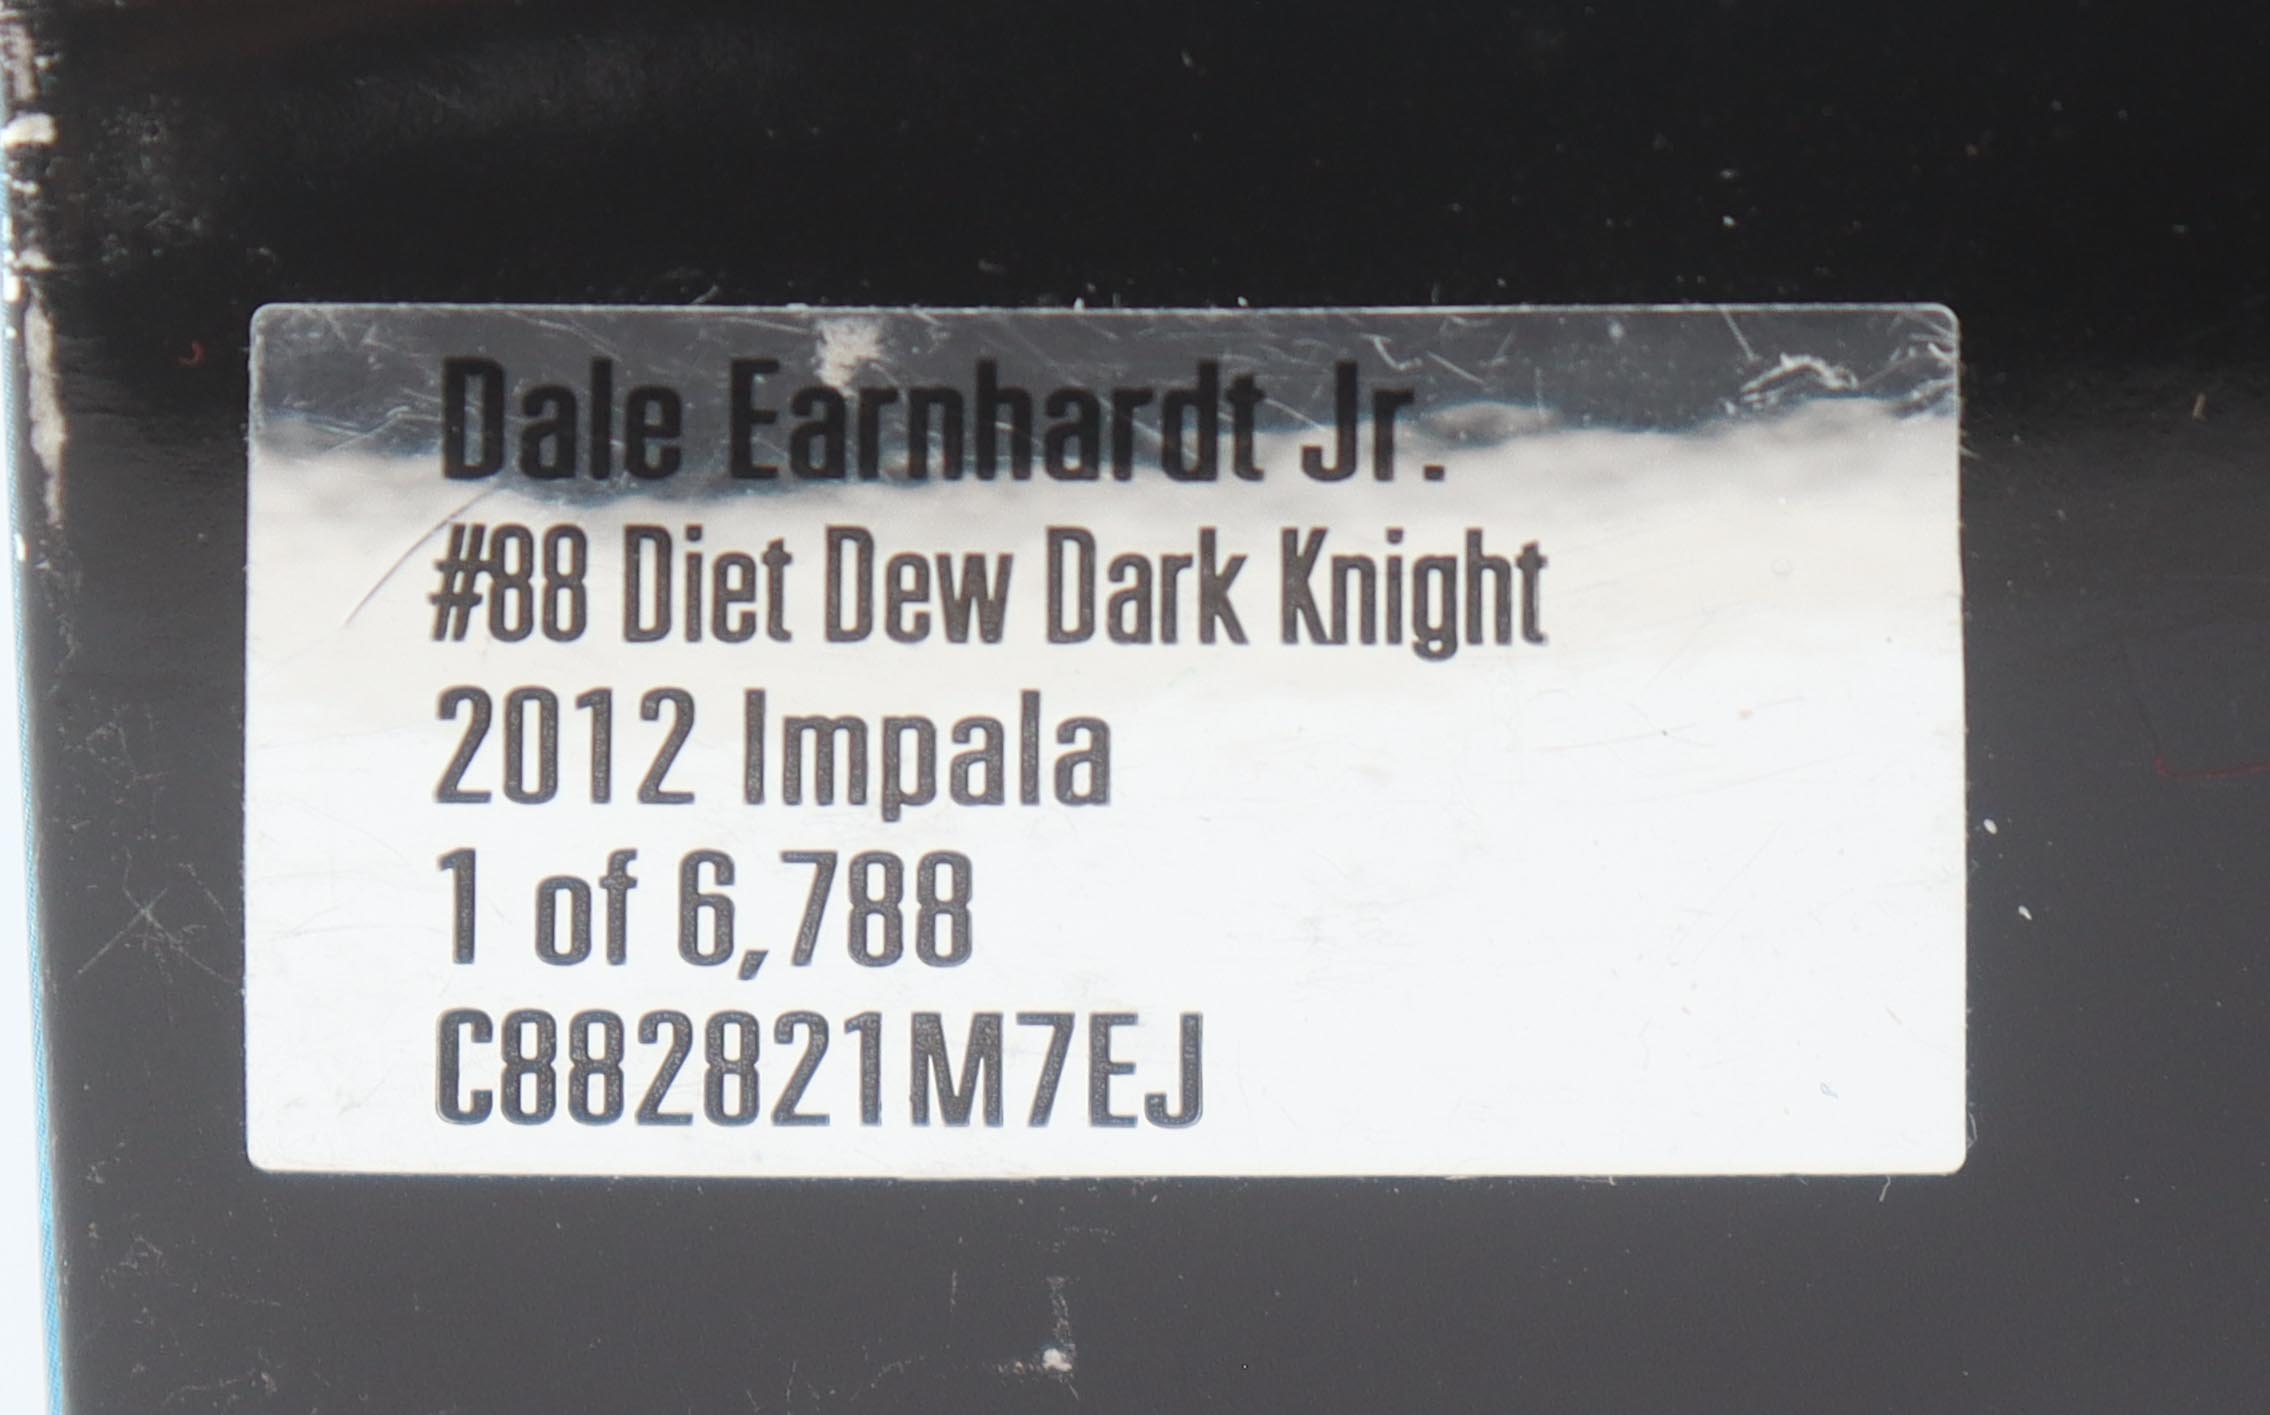 Dale Earnhardt Jr.
#88 Diet Dew Dark Knight
2012 Impala
1 of 6,788
C882821M7EJ